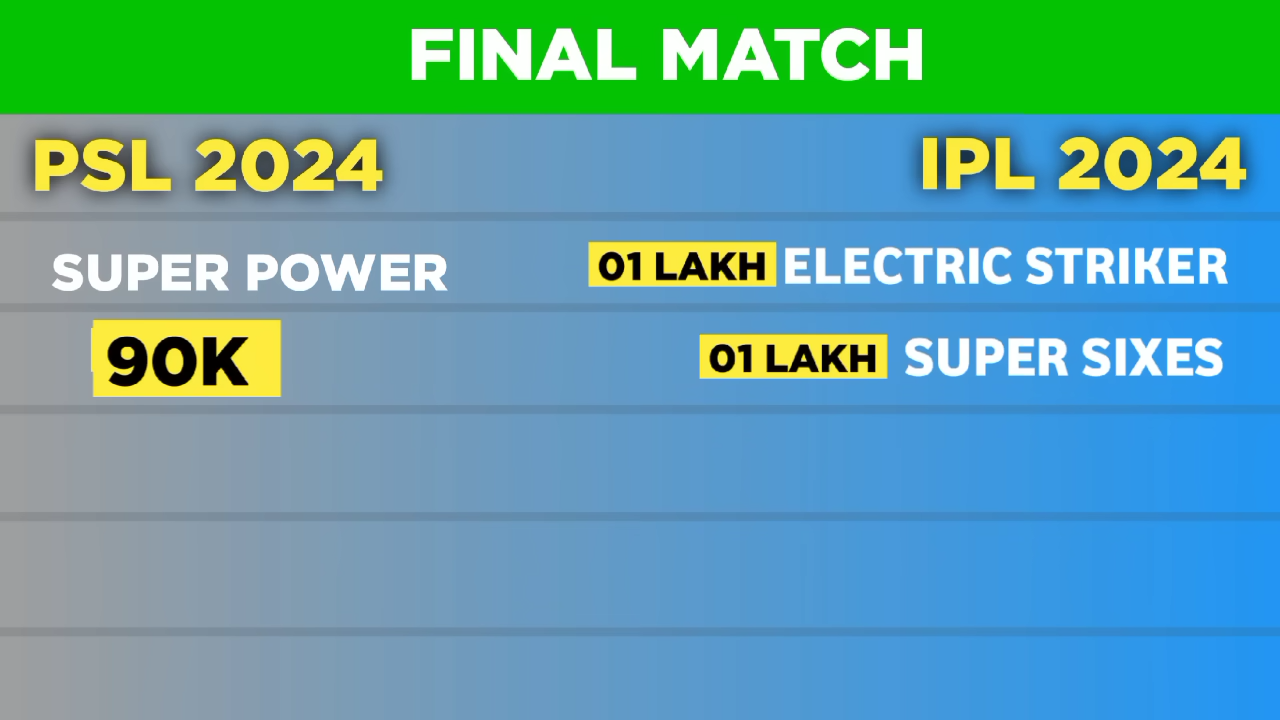 FINAL MATCH
PSL 2024
IPL 2024
SUPER POWER
01 LAKH ELECTRIC STRIKER
90K
01 LAKH SUPER SIXES